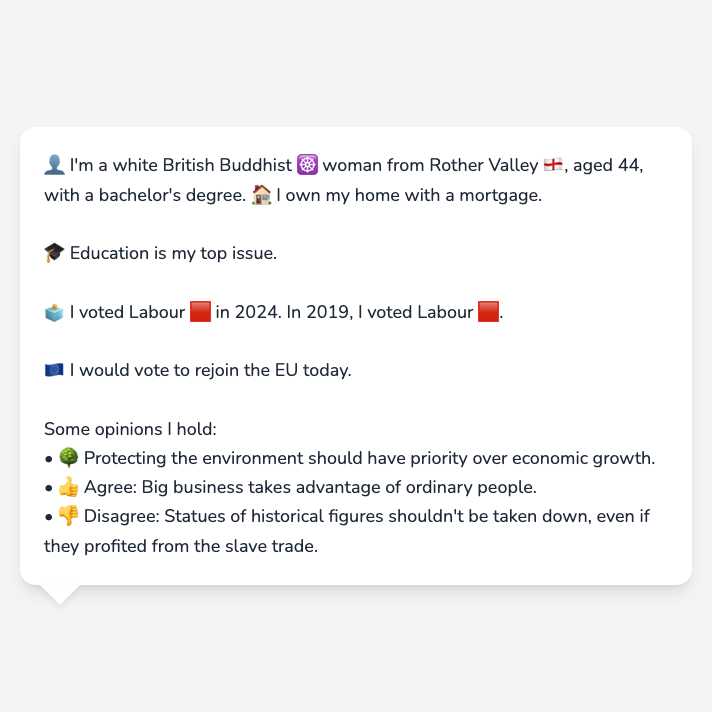 👤 I'm a white British Buddhist ☸️ woman from Rother Valley 🏴󠁧󠁢󠁥󠁮󠁧󠁿, aged 44,
with a bachelor's degree. 🏠 I own my home with a mortgage.
🎓 Education is my top issue.
🗳️ I voted Labour 🟥 in 2024. In 2019, I voted Labour 🟥.
🇪🇺 I would vote to rejoin the EU today.
Some opinions I hold:
• 🌳 Protecting the environment should have priority over economic growth.
• 👍 Agree: Big business takes advantage of ordinary people.
• 👎 Disagree: Statues of historical figures shouldn't be taken down, even if
they profited from the slave trade.